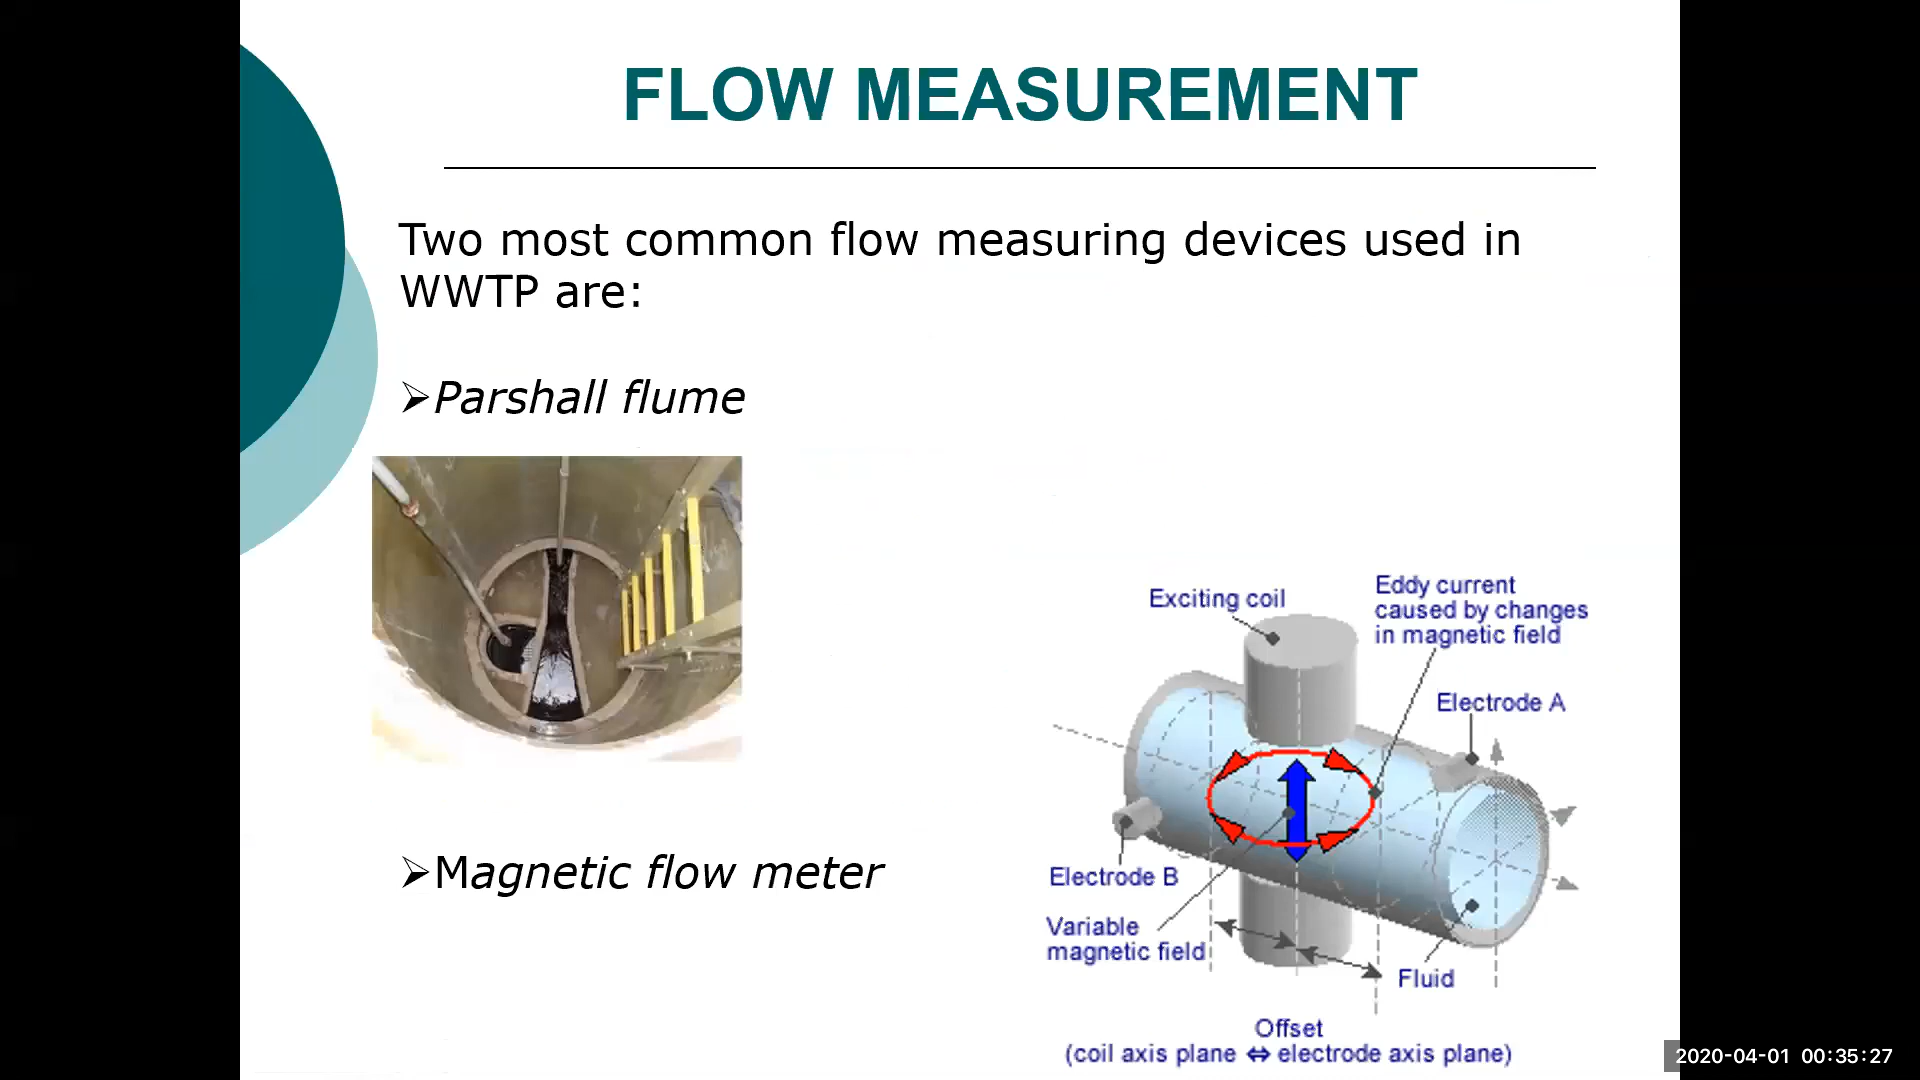 FLOW MEASUREMENT
Two most common flow measuring devices used in
WWTP are:
➢Parshall flume
➢Magnetic flow meter
Exciting coil
Eddy current
caused by changes
in magnetic field
Electrode A
Electrode B
Variable
magnetic field
Fluid
Offset
(coil axis plane ⇔ electrode axis plane)
2020-04-01 00:35:27